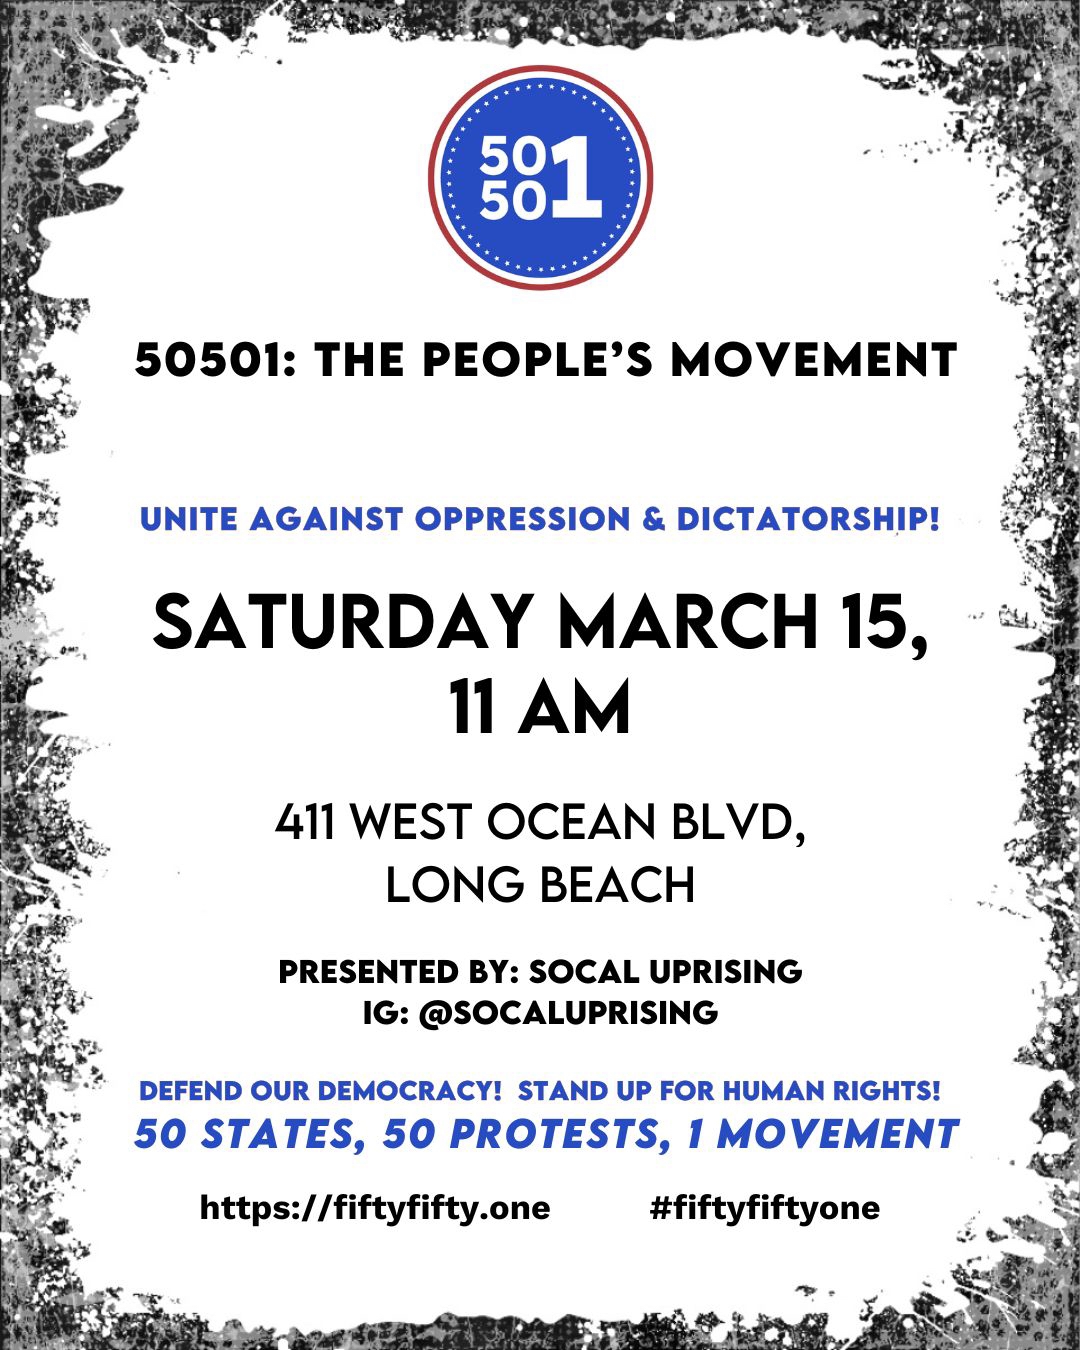 50
50
1
50501: THE PEOPLE'S MOVEMENT
UNITE AGAINST OPPRESSION & DICTATORSHIP!
SATURDAY MARCH 15,
11 AM
411 WEST OCEAN BLVD,
LONG BEACH
PRESENTED BY: SOCAL UPRISING
IG: @SOCALUPRISING
DEFEND OUR DEMOCRACY! STAND UP FOR HUMAN RIGHTS!
50 STATES, 50 PROTESTS, 1 MOVEMENT
https://fiftyfifty.one #fiftyfiftyone